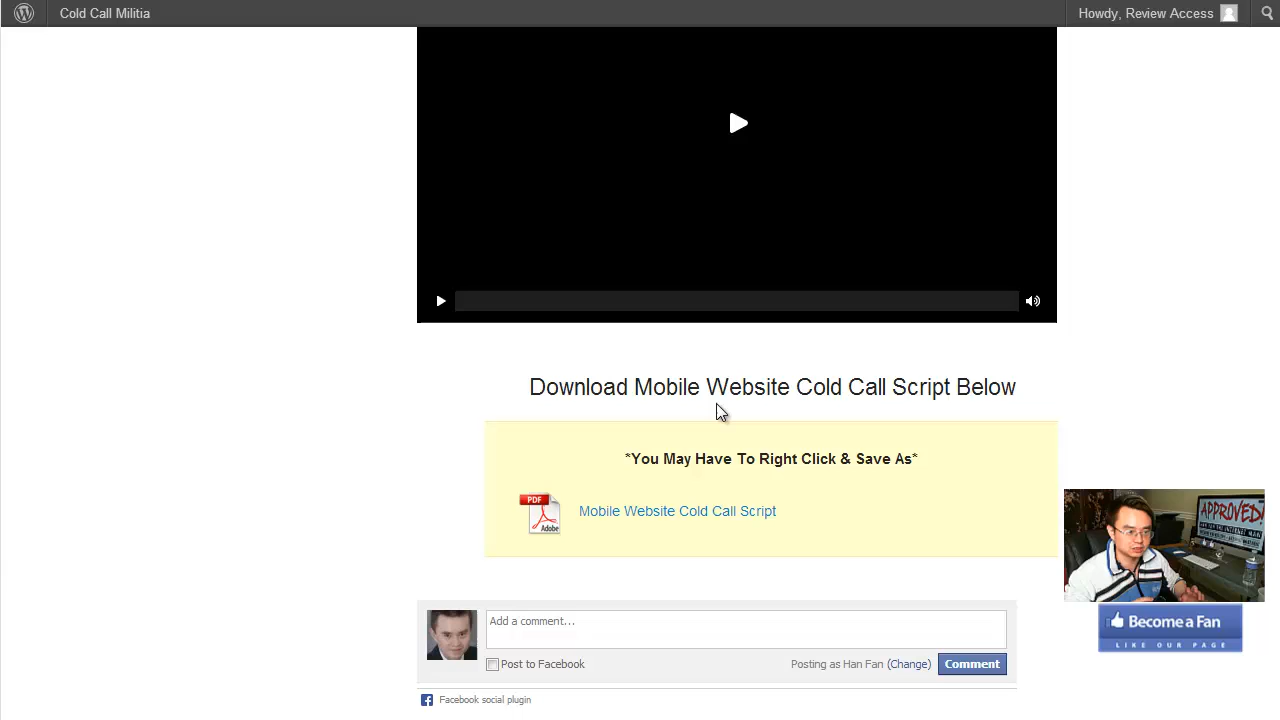 Cold Call Militia
Howdy, Review Access
Download Mobile Website Cold Call Script Below
*You May Have To Right Click & Save As*
PDF
Adobe
Mobile Website Cold Call Script
APPROVED!
Become a Fan
LIKE OUR PAGE
Add a comment...
Post to Facebook
Posting as Han Fan (Change)
Comment
Facebook social plugin